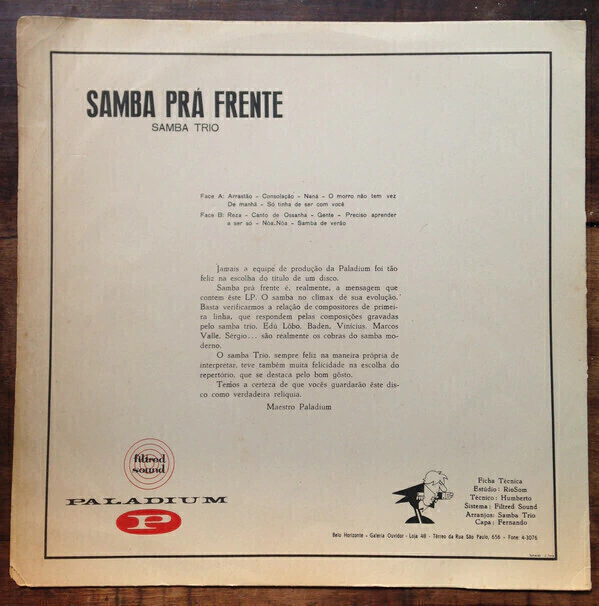 SAMBA PRÁ FRENTE
SAMBA TRIO
Face A: Arrastão - Consolação - Naná - O morro não tem vez
De manhã - Só tinha de ser com você
Face B: Reza - Canto de Ossanha - Gente - Preciso aprender
a ser só - Nòa, Nòa - Samba de verão
Jamais a equipe de produção da Paladium foi tão
feliz na escolha do título de um disco.
Samba prá frente é, realmente, a mensagem que
contém êste LP. O samba no clímax de sua evolução.
Basta verificarmos a relação de compositores de primei-
ra linha, que respondem pelas composições gravadas
pelo samba trio. Edú Lôbo, Baden, Vinícius, Marcos
Valle, Sérgio... são realmente os cobras do samba mo-
derno.
O samba Trio, sempre feliz na maneira própria de
interpretar, teve também muita felicidade na escolha do
repertório, que se destaca pelo bom gôsto.
Temos a certeza de que vocês guardarão êste dis-
co como verdadeira relíquia.
Maestro Paladium
filtred
sound
PALADIUM
P
Ficha Técnica
Estúdio: RioSom
Técnico: Humberto
Sistema: Filtred Sound
Arranjos: Samba Trio
Capa: Fernando
Belo Horizonte - Galeria Ouvidor - Loja 48 - Térreo da Rua São Paulo, 656 - Fone: 4-3076